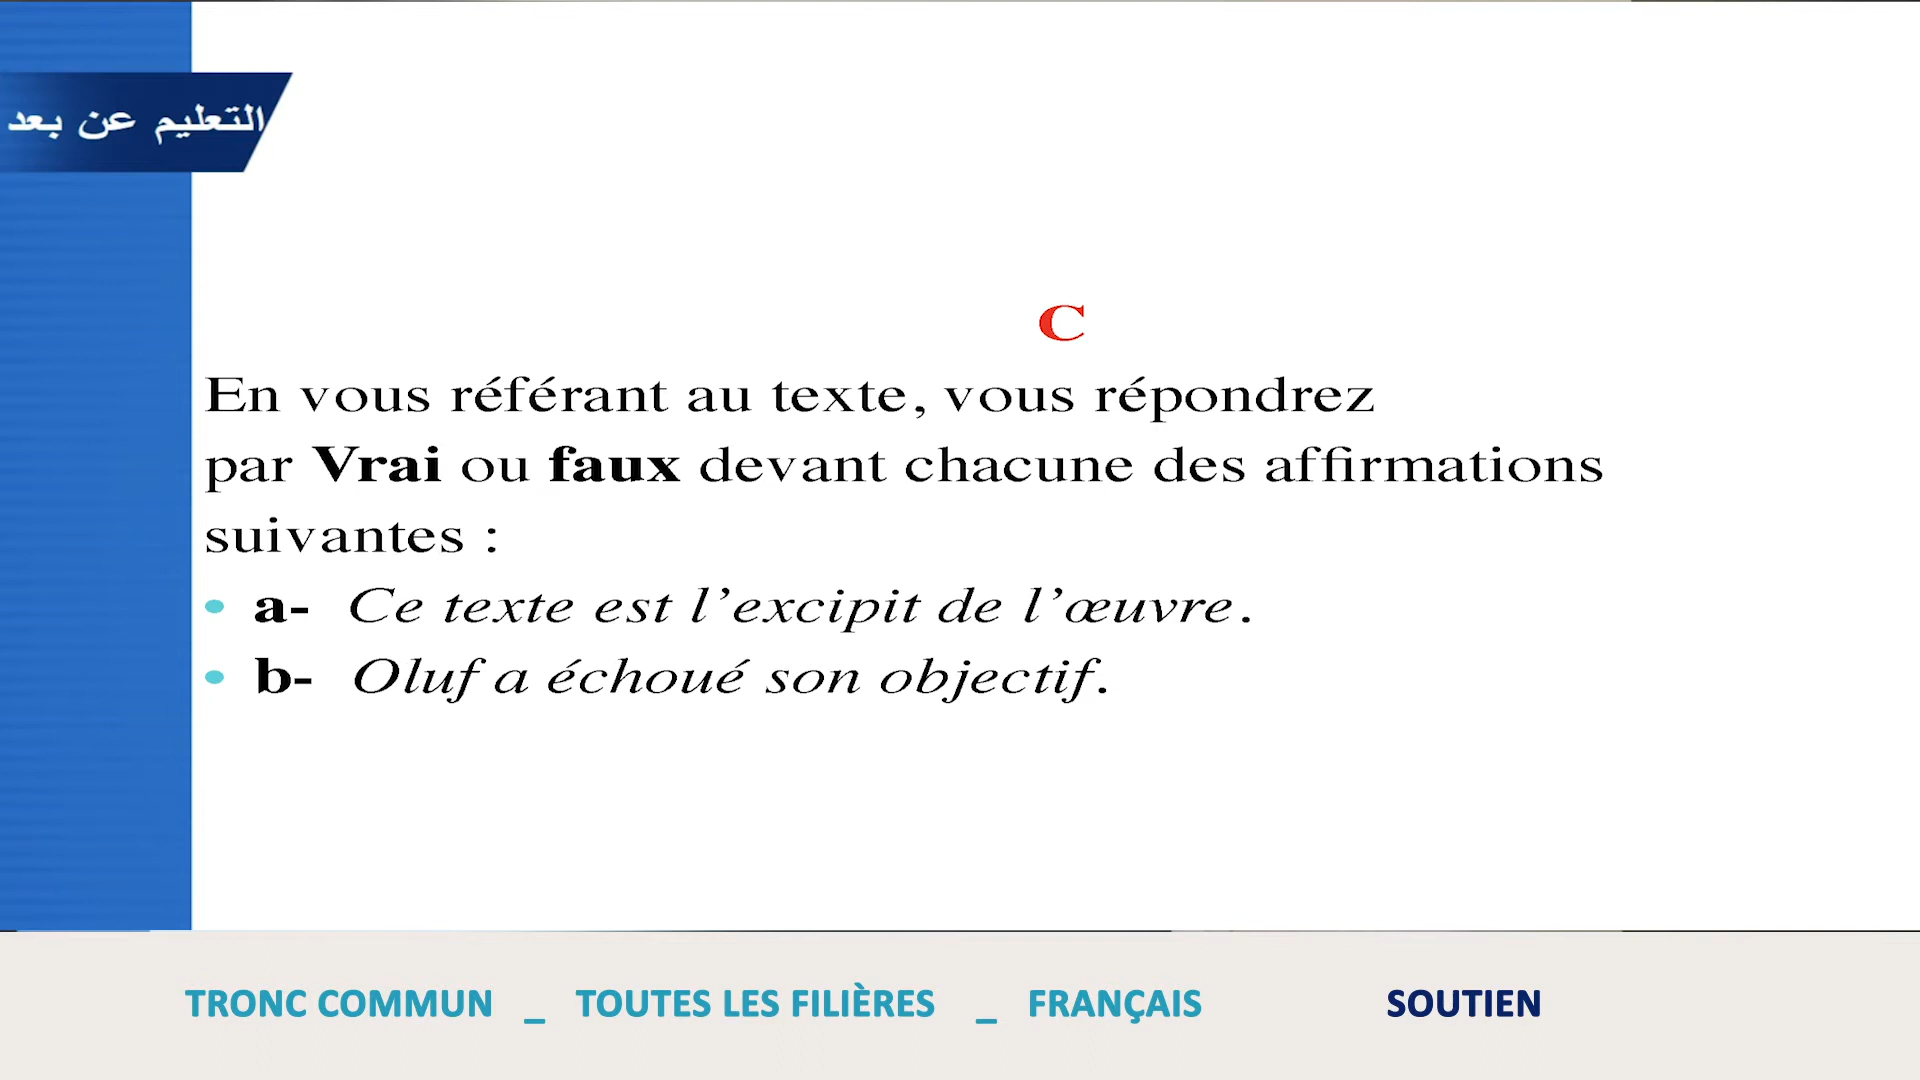 التعليم عن بعد
C
En vous référant au texte, vous répondrez
par Vrai ou faux devant chacune des affirmations
suivantes :
• a- Ce texte est l’excipit de l’œuvre.
• b- Oluf a échoué son objectif.
TRONC COMMUN _ TOUTES LES FILIÈRES _ FRANÇAIS SOUTIEN